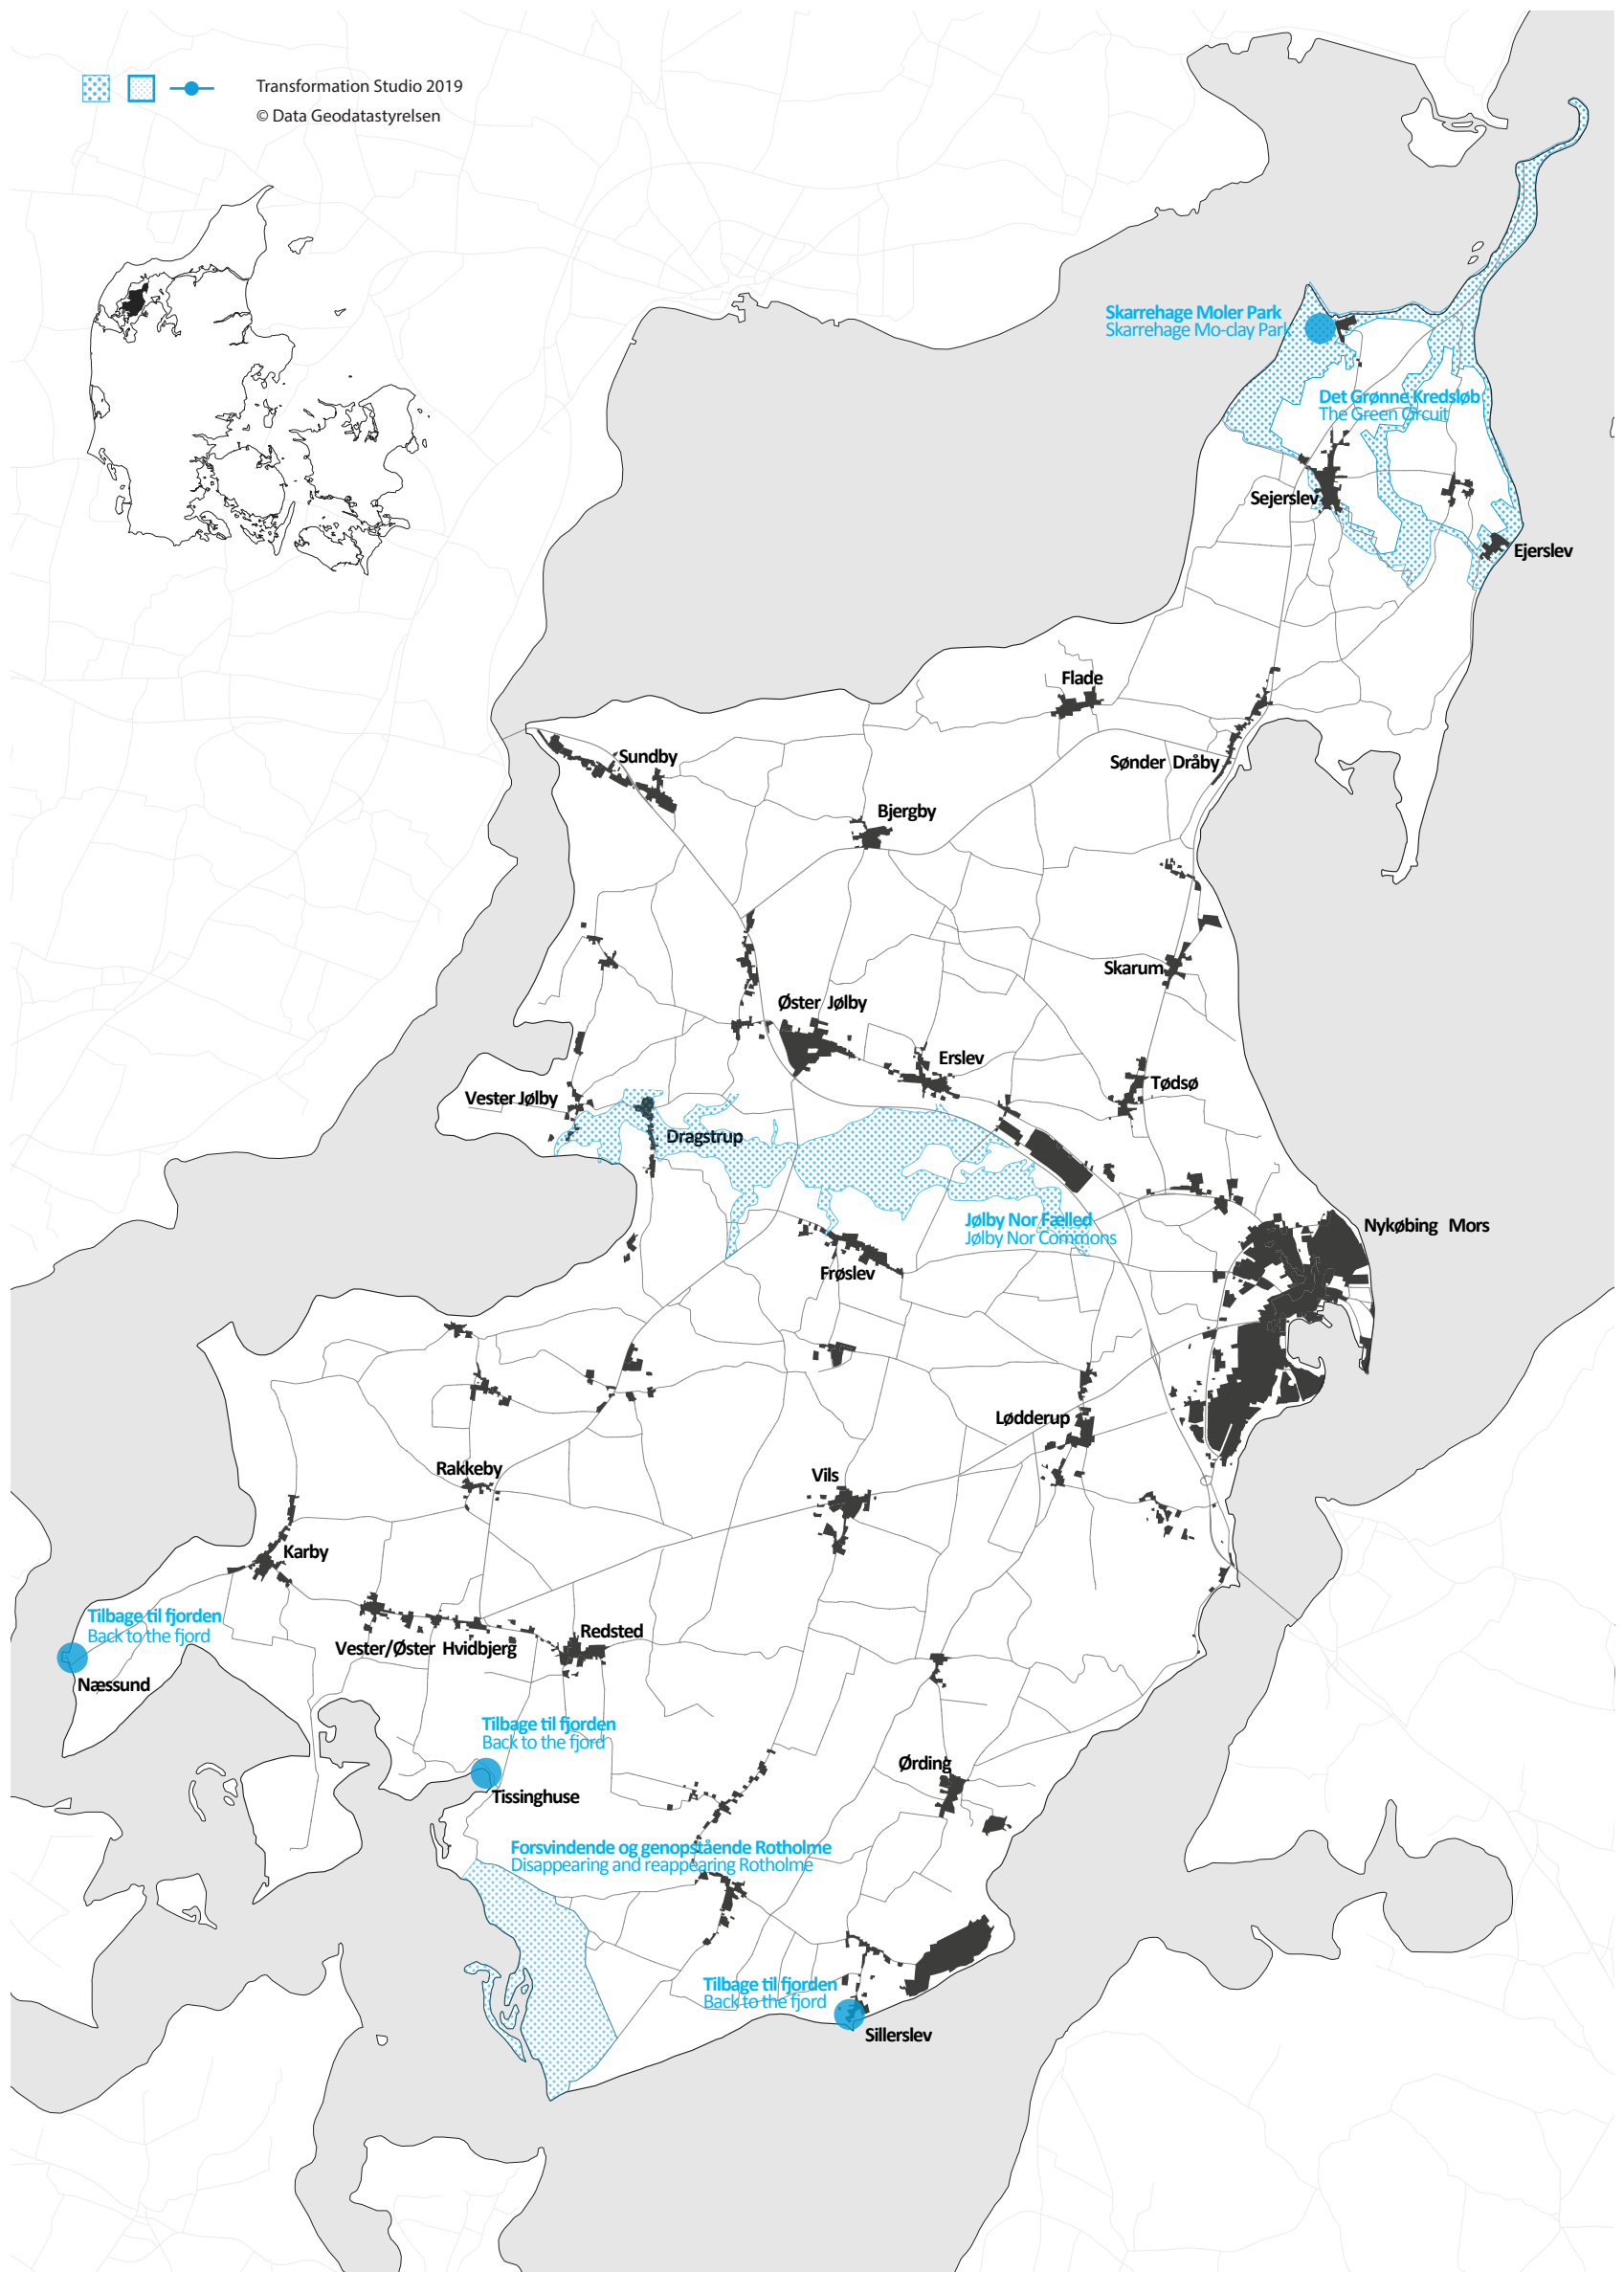 Transformation Studio 2019
© Data Geodatastyrelsen
Skarrehage Moler Park
Skarrehage Mo-clay Park
Det Grønne Kredsløb
The Green Circuit
Sejerslev
Ejerslev
Flade
Sundby
Sønder Dråby
Bjergby
Skarum
Øster Jølby
Erslev
Tødsø
Vester Jølby
Dragstrup
Jølby Nor Fælled
Jølby Nor Commons
Nykøbing Mors
Frøslev
Lødderup
Rakkeby
Vils
Karby
Tilbage til fjorden
Back to the fjord
Næssund
Vester/Øster Hvidbjerg
Redsted
Tilbage til fjorden
Back to the fjord
Tissinghuse
Ørding
Forsvindende og genopstående Rotholme
Disappearing and reappearing Rotholme
Tilbage til fjorden
Back to the fjord
Sillerslev